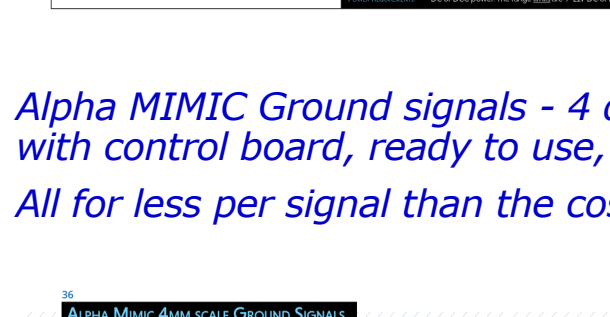 Alpha MIMIC Ground signals - 4
with control board, ready to use,
All for less per signal than the
36
ALPHA MIMIC 4MM SCALE GROUND SIGNALS